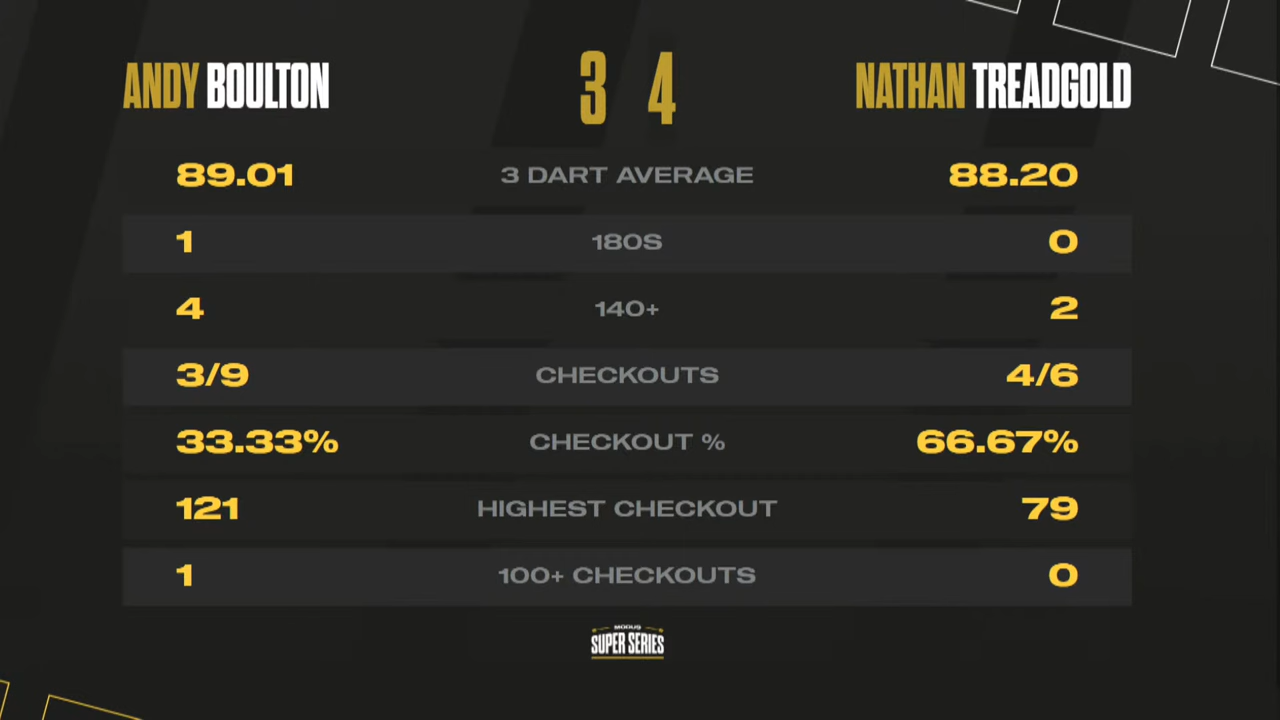 ANDY BOULTON 3 4 NATHAN TREADGOLD
89.01 3 DART AVERAGE 88.20
1 180S 0
4 140+ 2
3/9 CHECKOUTS 4/6
33.33% CHECKOUT % 66.67%
121 HIGHEST CHECKOUT 79
1 100+ CHECKOUTS 0
MODUS
SUPER SERIES